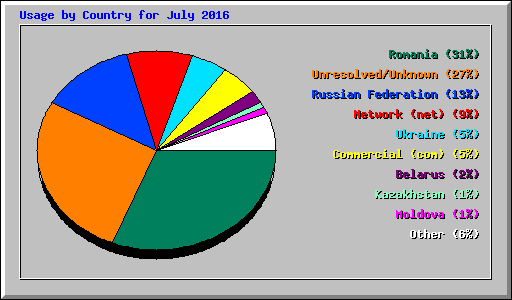 Usage by Country for July 2016
Romania (31%)
Unresolved/Unknown (27%)
Russian Federation (13%)
Network (net) (9%)
Ukraine (5%)
Commercial (com) (5%)
Belarus (2%)
Kazakhstan (1%)
Moldova (1%)
Other (6%)